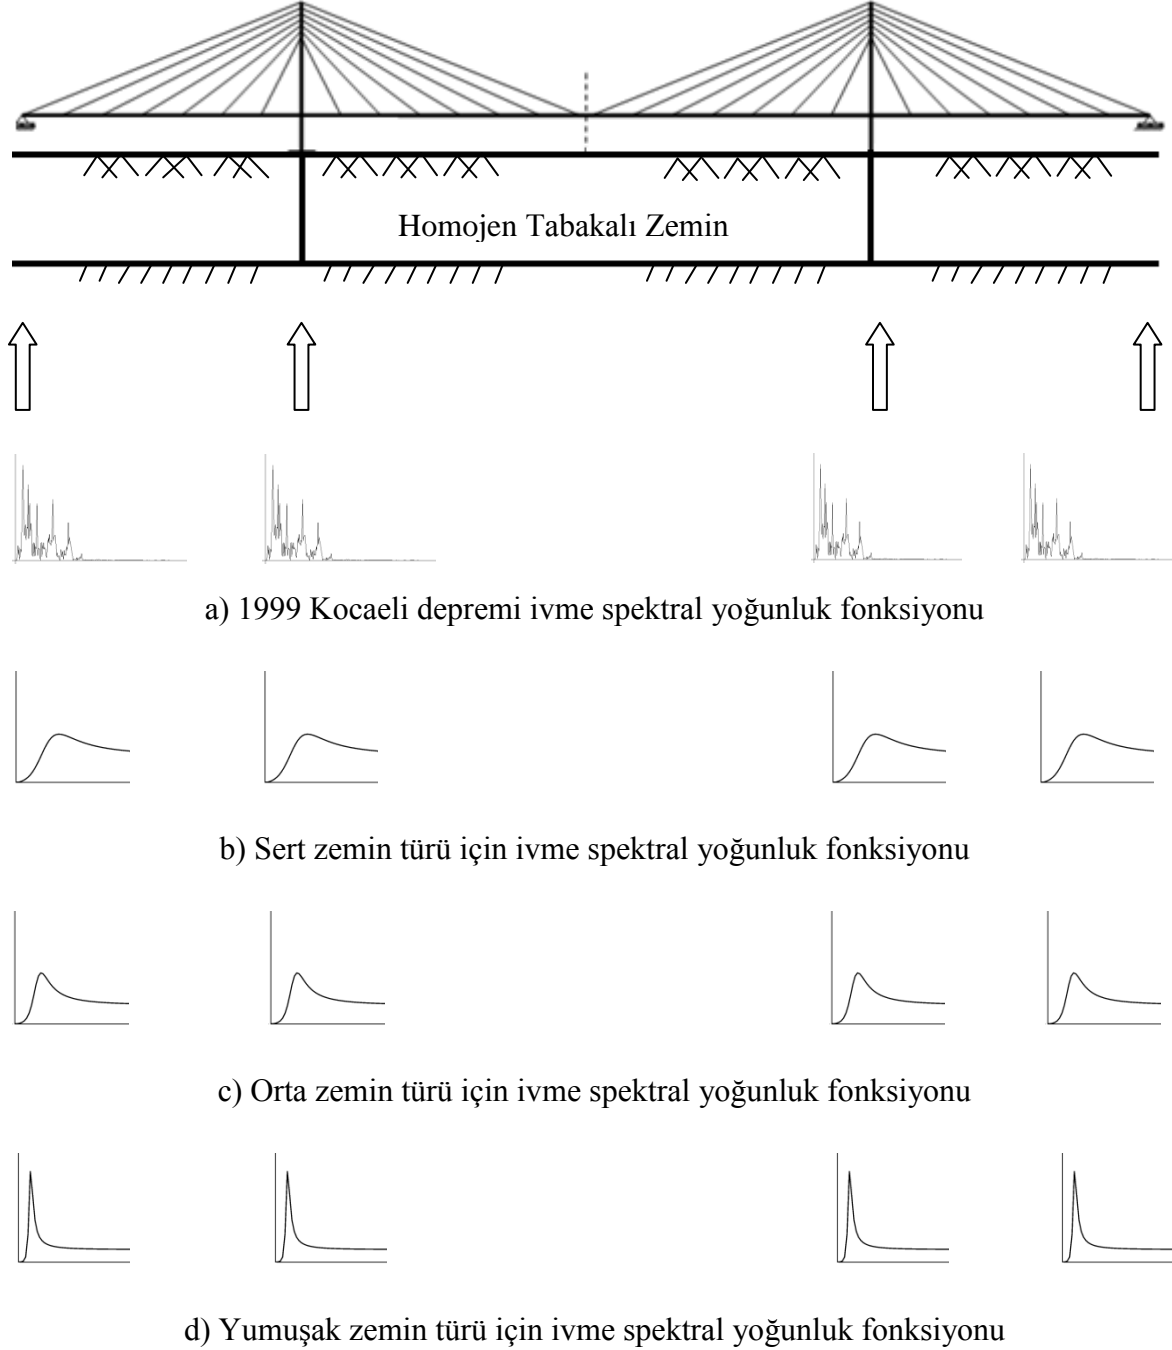 Homojen Tabakalı Zemin
a) 1999 Kocaeli depremi ivme spektral yoğunluk fonksiyonu
b) Sert zemin türü için ivme spektral yoğunluk fonksiyonu
c) Orta zemin türü için ivme spektral yoğunluk fonksiyonu
d) Yumuşak zemin türü için ivme spektral yoğunluk fonksiyonu